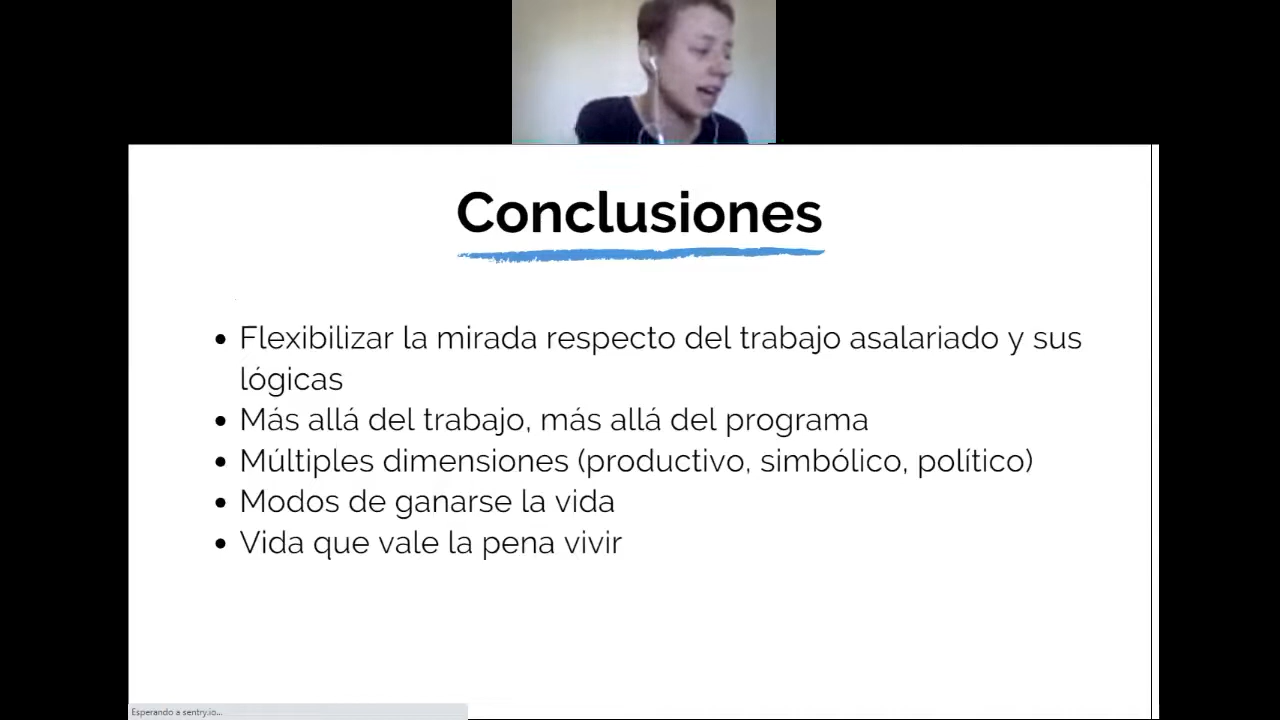 Conclusiones
• Flexibilizar la mirada respecto del trabajo asalariado y sus
lógicas
• Más allá del trabajo, más allá del programa
• Múltiples dimensiones (productivo, simbólico, político)
• Modos de ganarse la vida
• Vida que vale la pena vivir
Esperando a sentry.io...